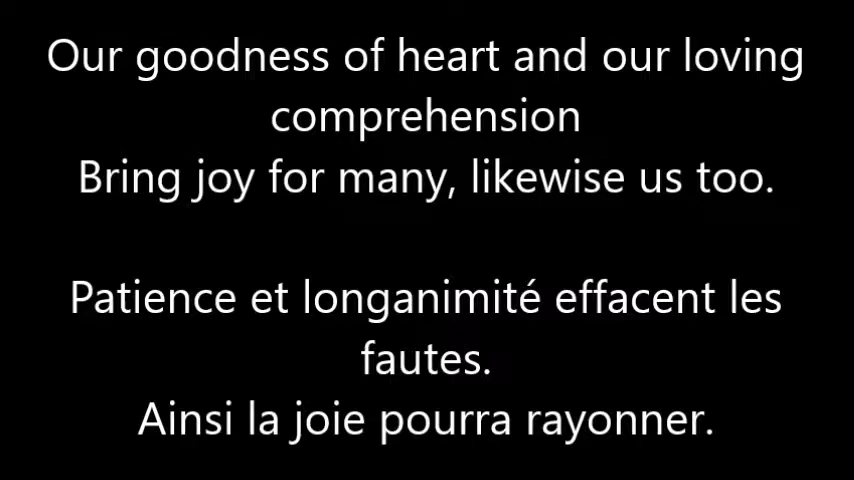 Our goodness of heart and our loving
comprehension
Bring joy for many, likewise us too.
Patience et longanimité effacent les
fautes.
Ainsi la joie pourra rayonner.